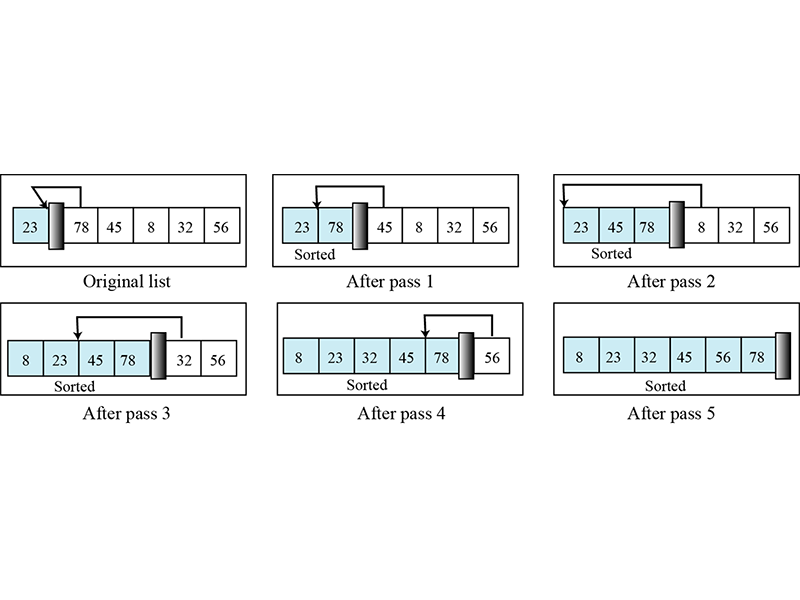 23 78 45 8 32 56
Original list
23 78 45 8 32 56
Sorted
After pass 1
23 45 78 8 32 56
Sorted
After pass 2
8 23 45 78 32 56
Sorted
After pass 3
8 23 32 45 78 56
Sorted
After pass 4
8 23 32 45 56 78
Sorted
After pass 5